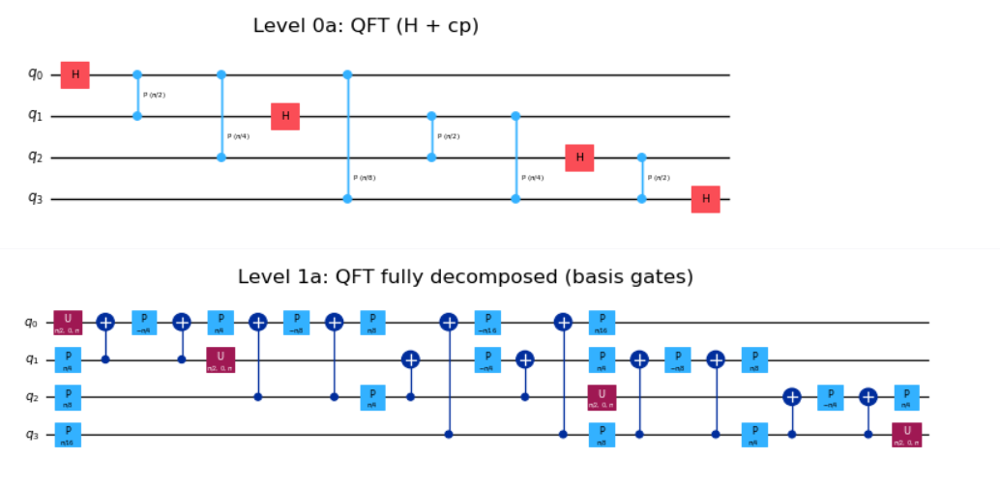 Level 0a: QFT (H + cp)
q0 H
P (π/2)
q1 H
P (π/4) P (π/2)
q2 H
P (π/8) P (π/4) P (π/2)
q3 H
Level 1a: QFT fully decomposed (basis gates)
q0 U P P P P P P
π/2, 0, π -π/4 π/4 -π/8 π/8 -π/16 π/16
q1 P U P P P P
π/4 π/2, 0, π -π/4 π/4 -π/8 π/8
q2 P P U P P
π/8 π/4 π/2, 0, π -π/4 π/4
q3 P P P U
π/16 π/8 π/4 π/2, 0, π